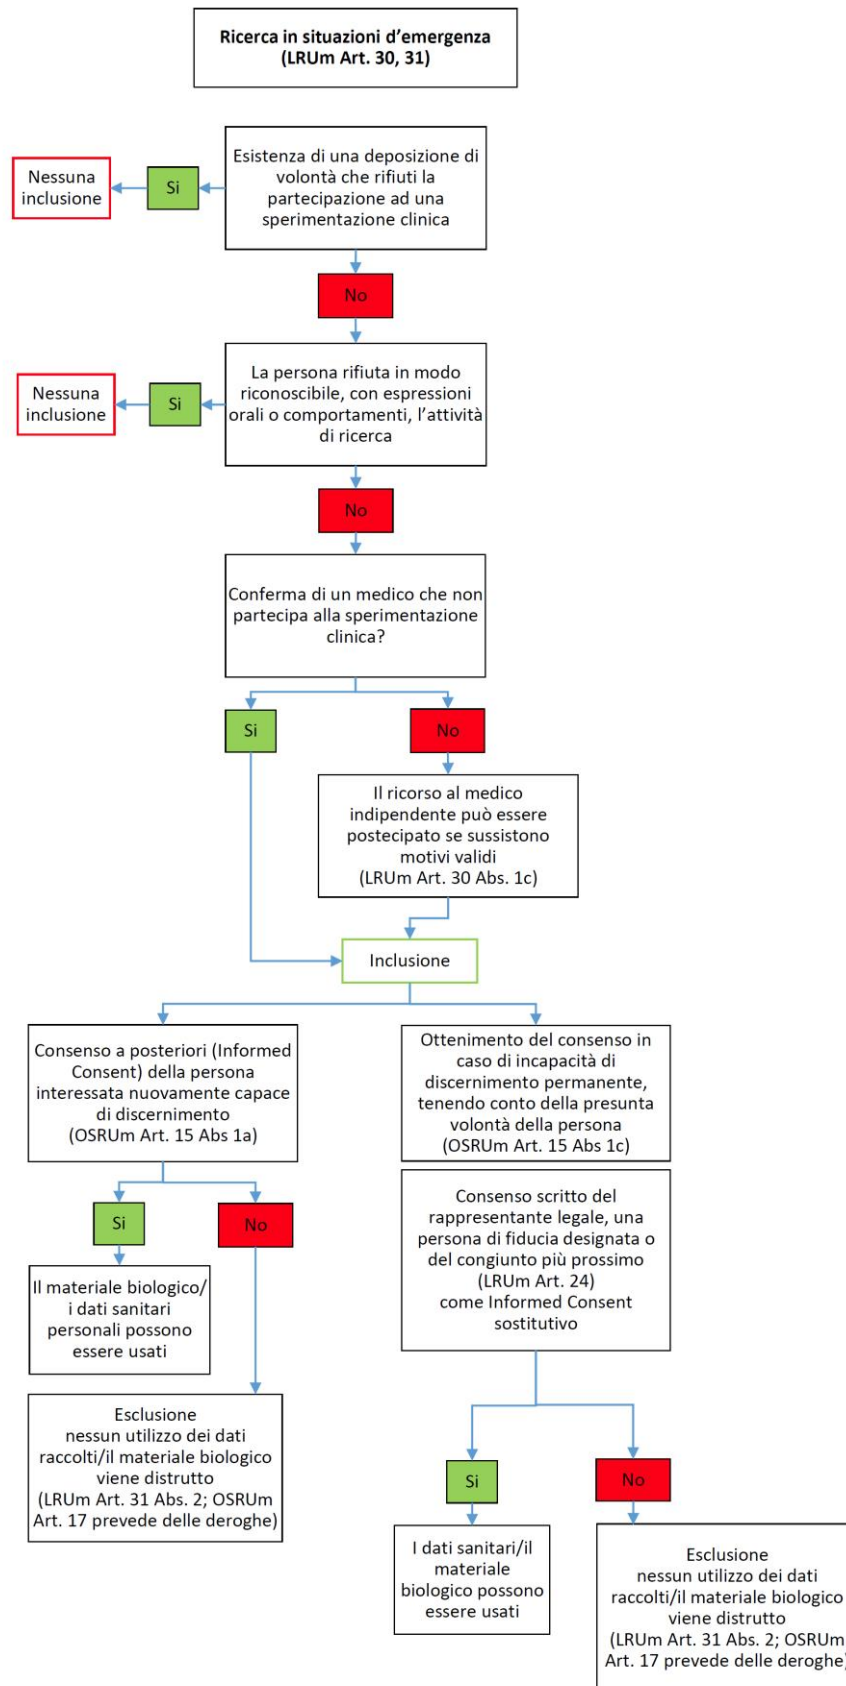 Ricerca in situazioni d’emergenza
(LRUm Art. 30, 31)
Esistenza di una deposizione di
volontà che rifiuti la
partecipazione ad una
sperimentazione clinica
Si
Nessuna
inclusione
No
La persona rifiuta in modo
riconoscibile, con espressioni
orali o comportamenti, l’attività
di ricerca
Si
Nessuna
inclusione
No
Conferma di un medico che non
partecipa alla sperimentazione
clinica?
Si
No
Il ricorso al medico
indipendente può essere
postecipato se sussistono
motivi validi
(LRUm Art. 30 Abs. 1c)
Inclusione
Consenso a posteriori (Informed
Consent) della persona
interessata nuovamente capace
di discernimento
(OSRUm Art. 15 Abs 1a)
Si
No
Il materiale biologico/
i dati sanitari
personali possono
essere usati
Esclusione
nessun utilizzo dei dati
raccolti/il materiale biologico
viene distrutto
(LRUm Art. 31 Abs. 2; OSRUm
Art. 17 prevede delle deroghe)
Ottenimento del consenso in
caso di incapacità di
discernimento permanente,
tenendo conto della presunta
volontà della persona
(OSRUm Art. 15 Abs 1c)
Consenso scritto del
rappresentante legale, una
persona di fiducia designata o
del congiunto più prossimo
(LRUm Art. 24)
come Informed Consent
sostitutivo
Si
No
I dati sanitari/il
materiale
biologico possono
essere usati
Esclusione
nessun utilizzo dei dati
raccolti/il materiale biologico
viene distrutto
(LRUm Art. 31 Abs. 2; OSRUm
Art. 17 prevede delle deroghe)